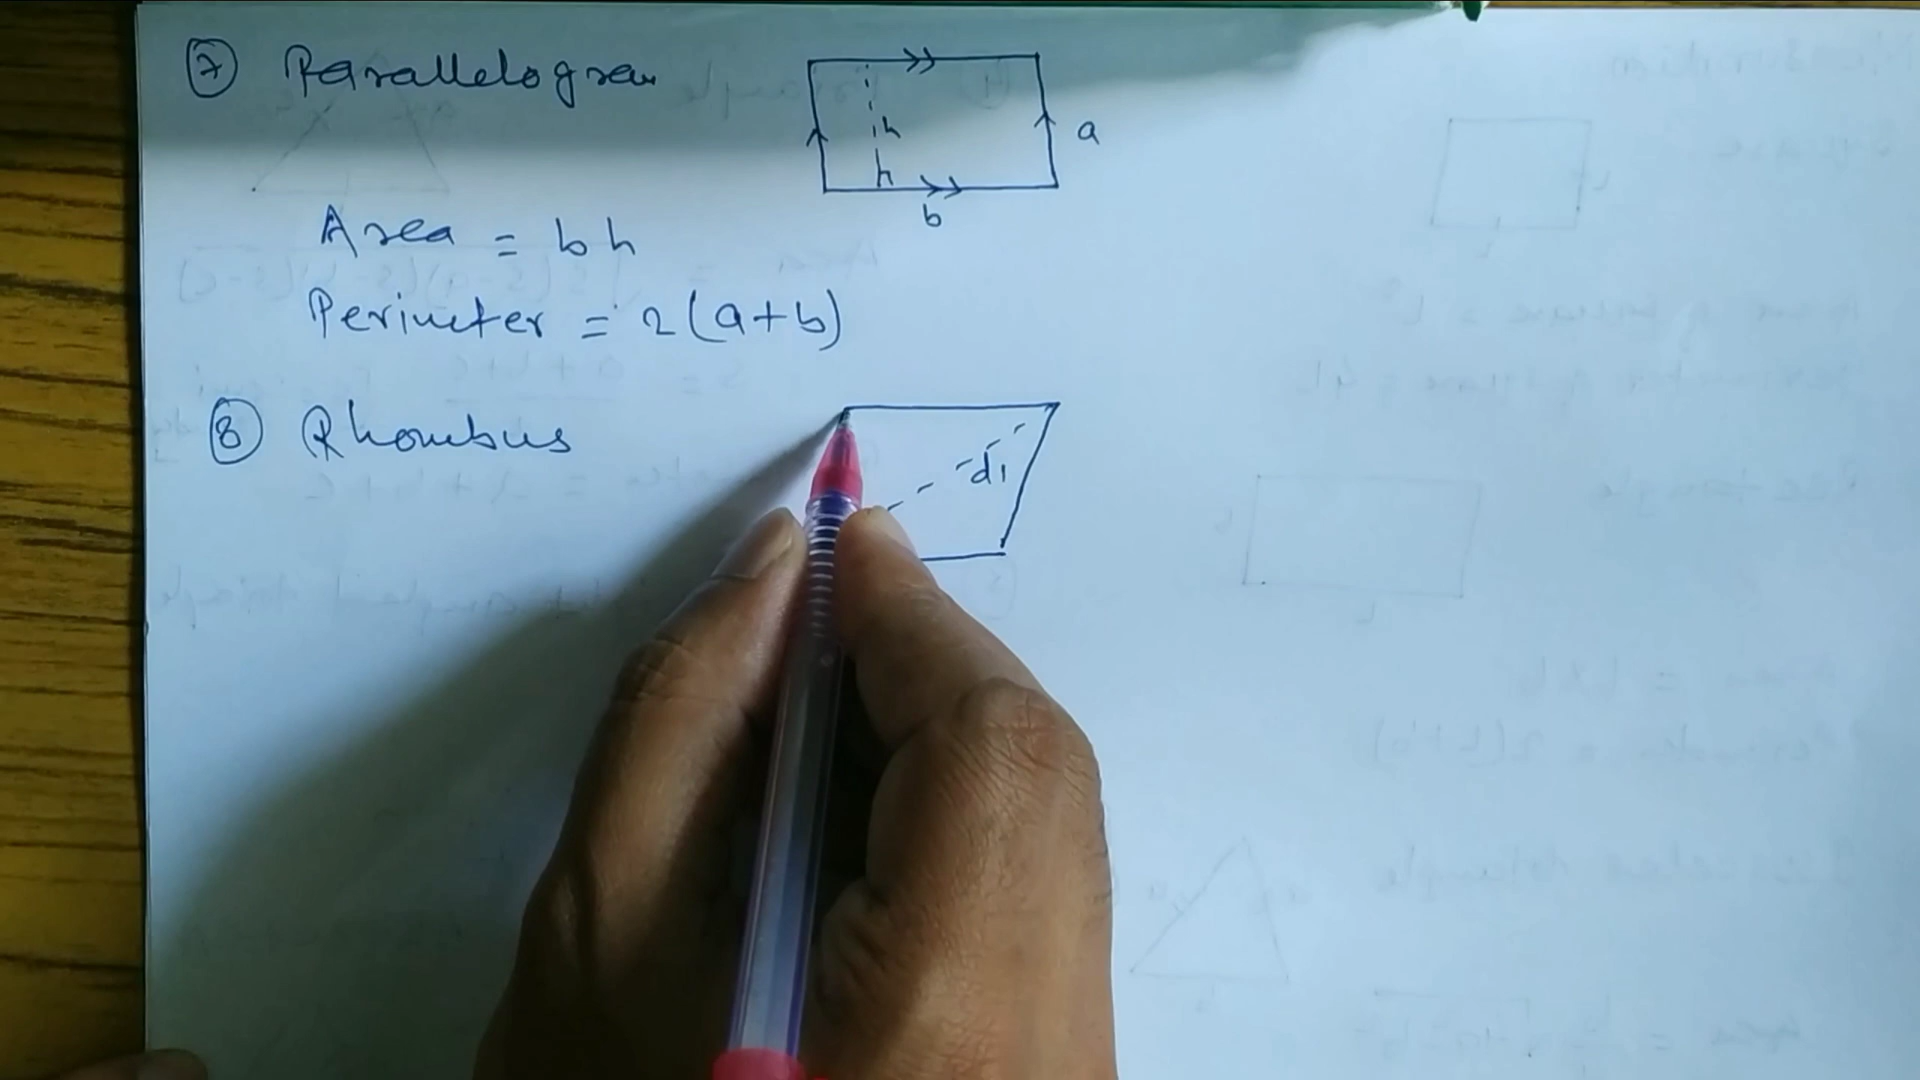 7 Parallelogram
a
h
h
b
Area = bh
Perimeter = 2(a+b)
8 Rhombus
d1